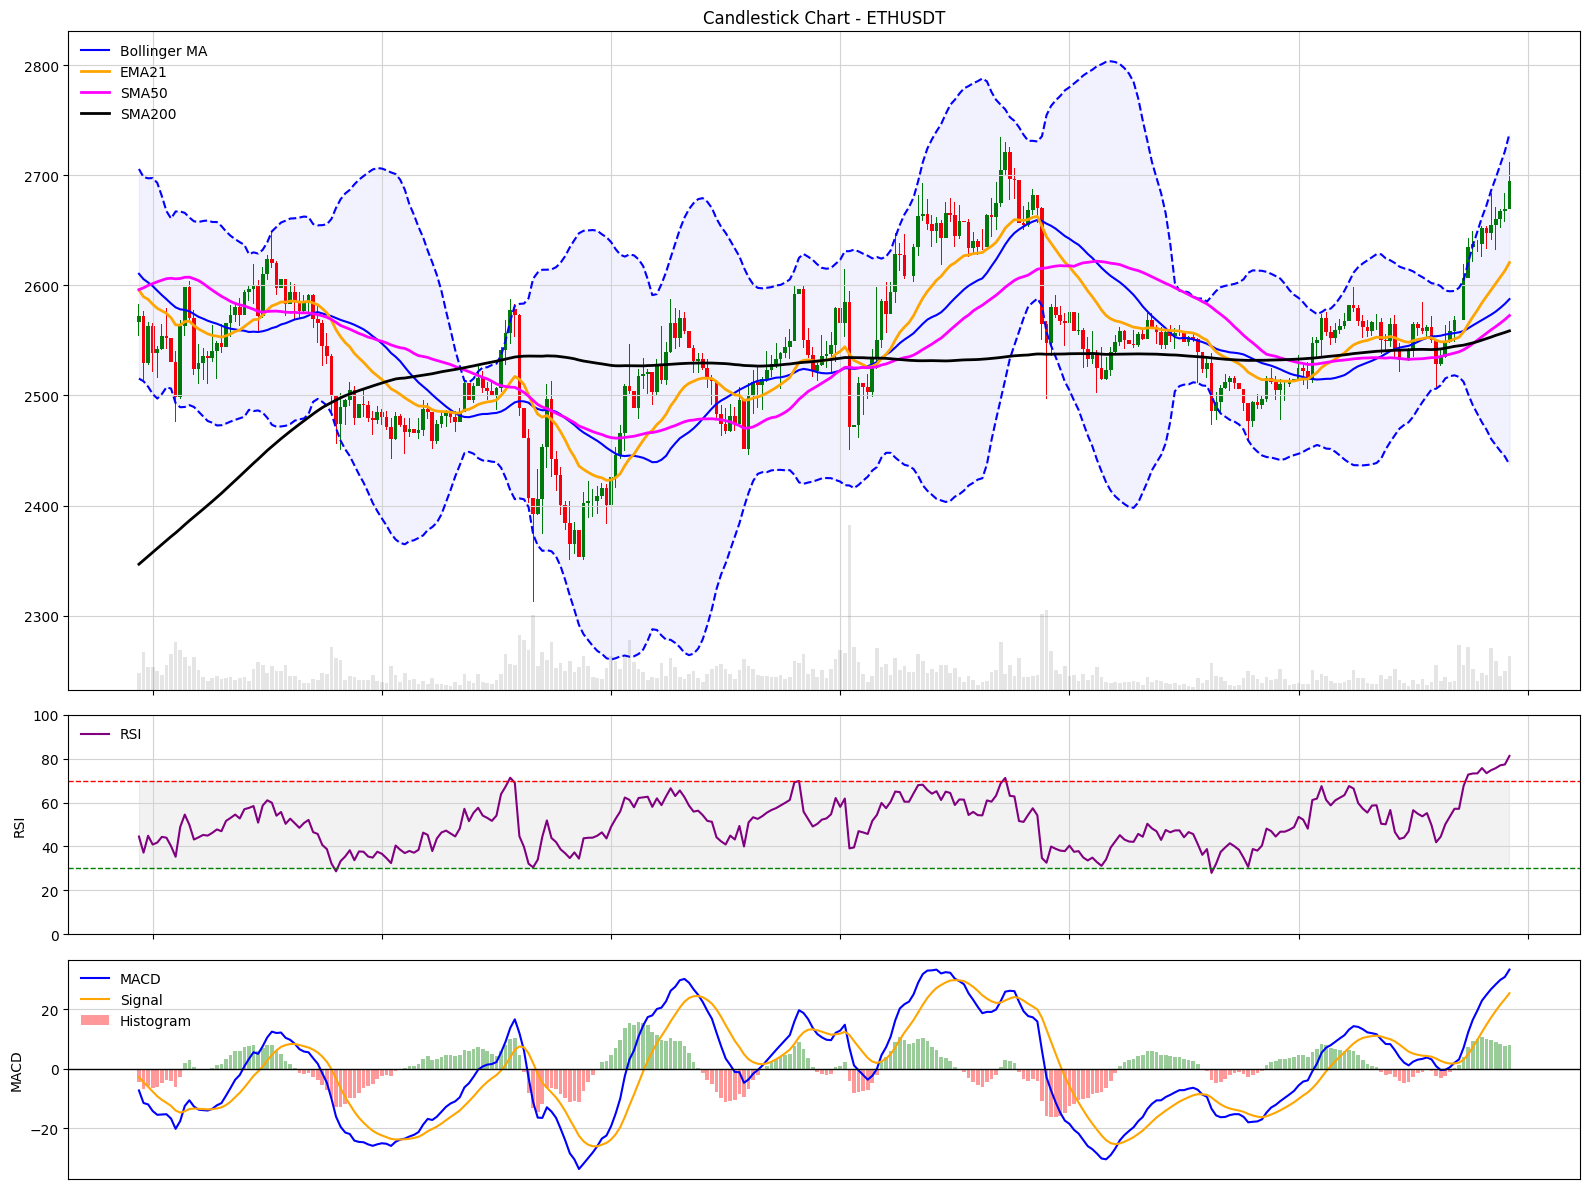 Candlestick Chart - ETHUSDT
Bollinger MA
EMA21
SMA50
SMA200
2800
2700
2600
2500
2400
2300
RSI
100
80
60
40
20
0
RSI
MACD
Signal
Histogram
20
0
−20
MACD